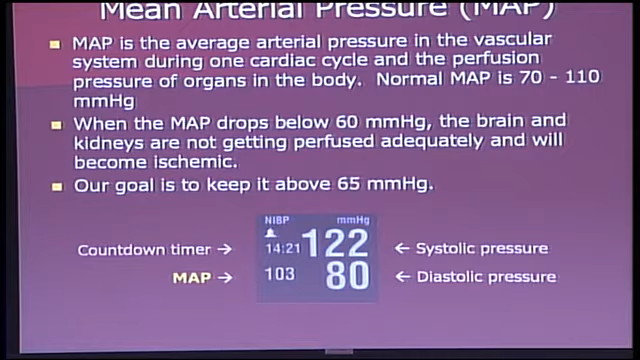 Mean Arterial Pressure (MAP)
MAP is the average arterial pressure in the vascular
system during one cardiac cycle and the perfusion
pressure of organs in the body. Normal MAP is 70 - 110
mmHg
When the MAP drops below 60 mmHg, the brain and
kidneys are not getting perfused adequately and will
become ischemic.
Our goal is to keep it above 65 mmHg.
NIBP mmHg
Countdown timer → 14:21 122 ← Systolic pressure
MAP → 103 80 ← Diastolic pressure